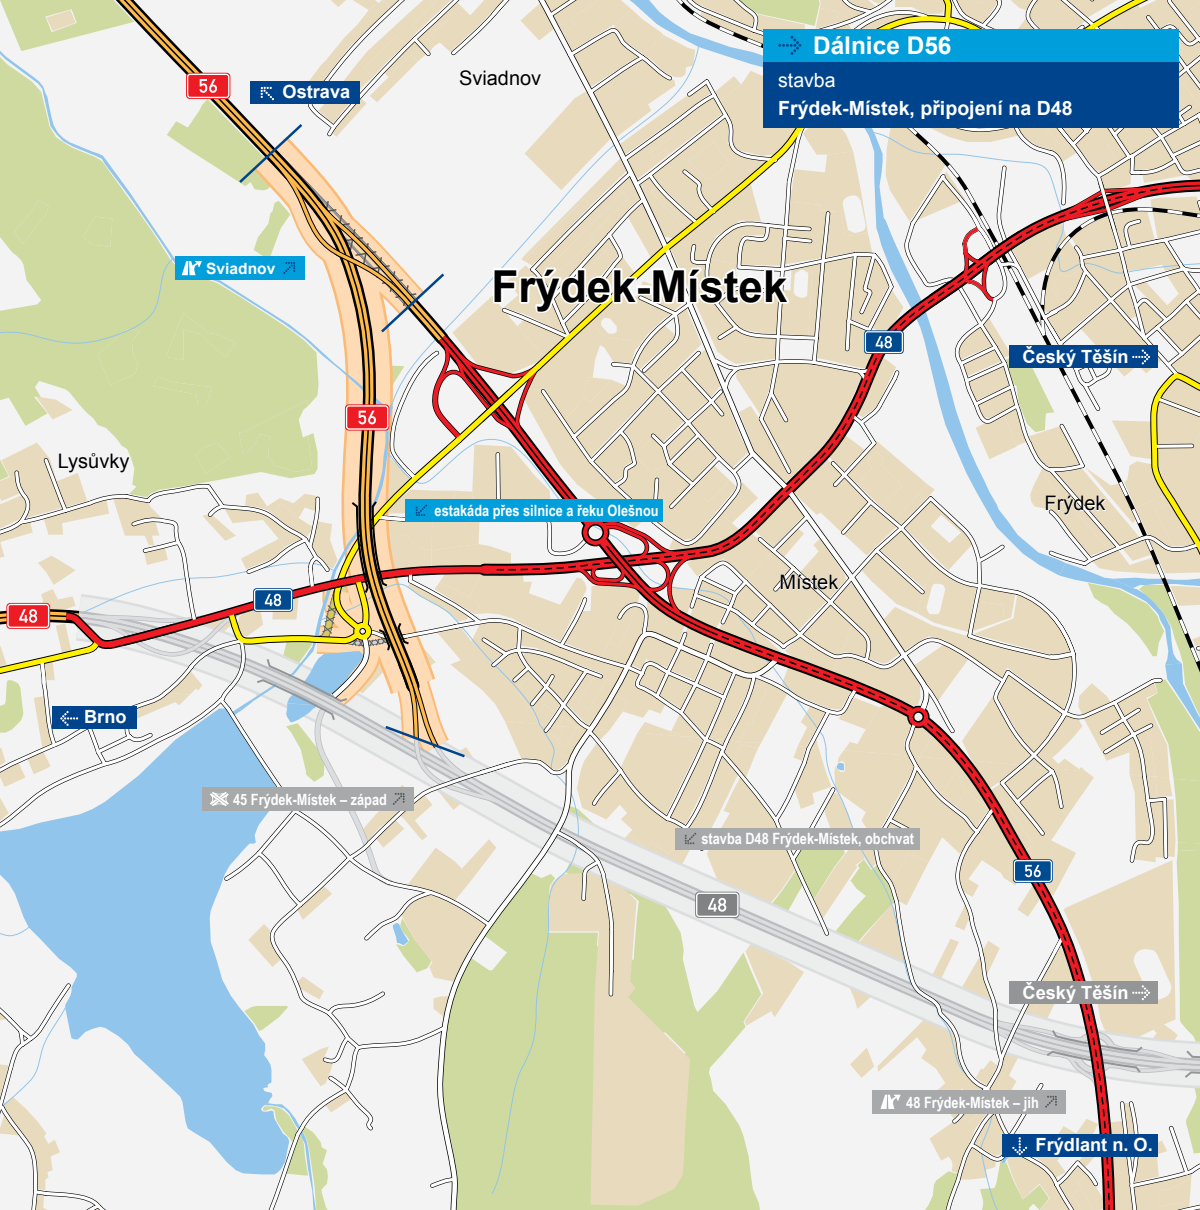 Dálnice D56
stavba
Frýdek-Místek, připojení na D48
56
Ostrava
Sviadnov
Sviadnov
Frýdek-Místek
48
Český Těšín
56
Lysůvky
estakáda přes silnice a řeku Olešnou
Frýdek
Místek
48
48
Brno
45 Frýdek-Místek – západ
stavba D48 Frýdek-Místek, obchvat
56
48
Český Těšín
48 Frýdek-Místek – jih
Frýdlant n. O.